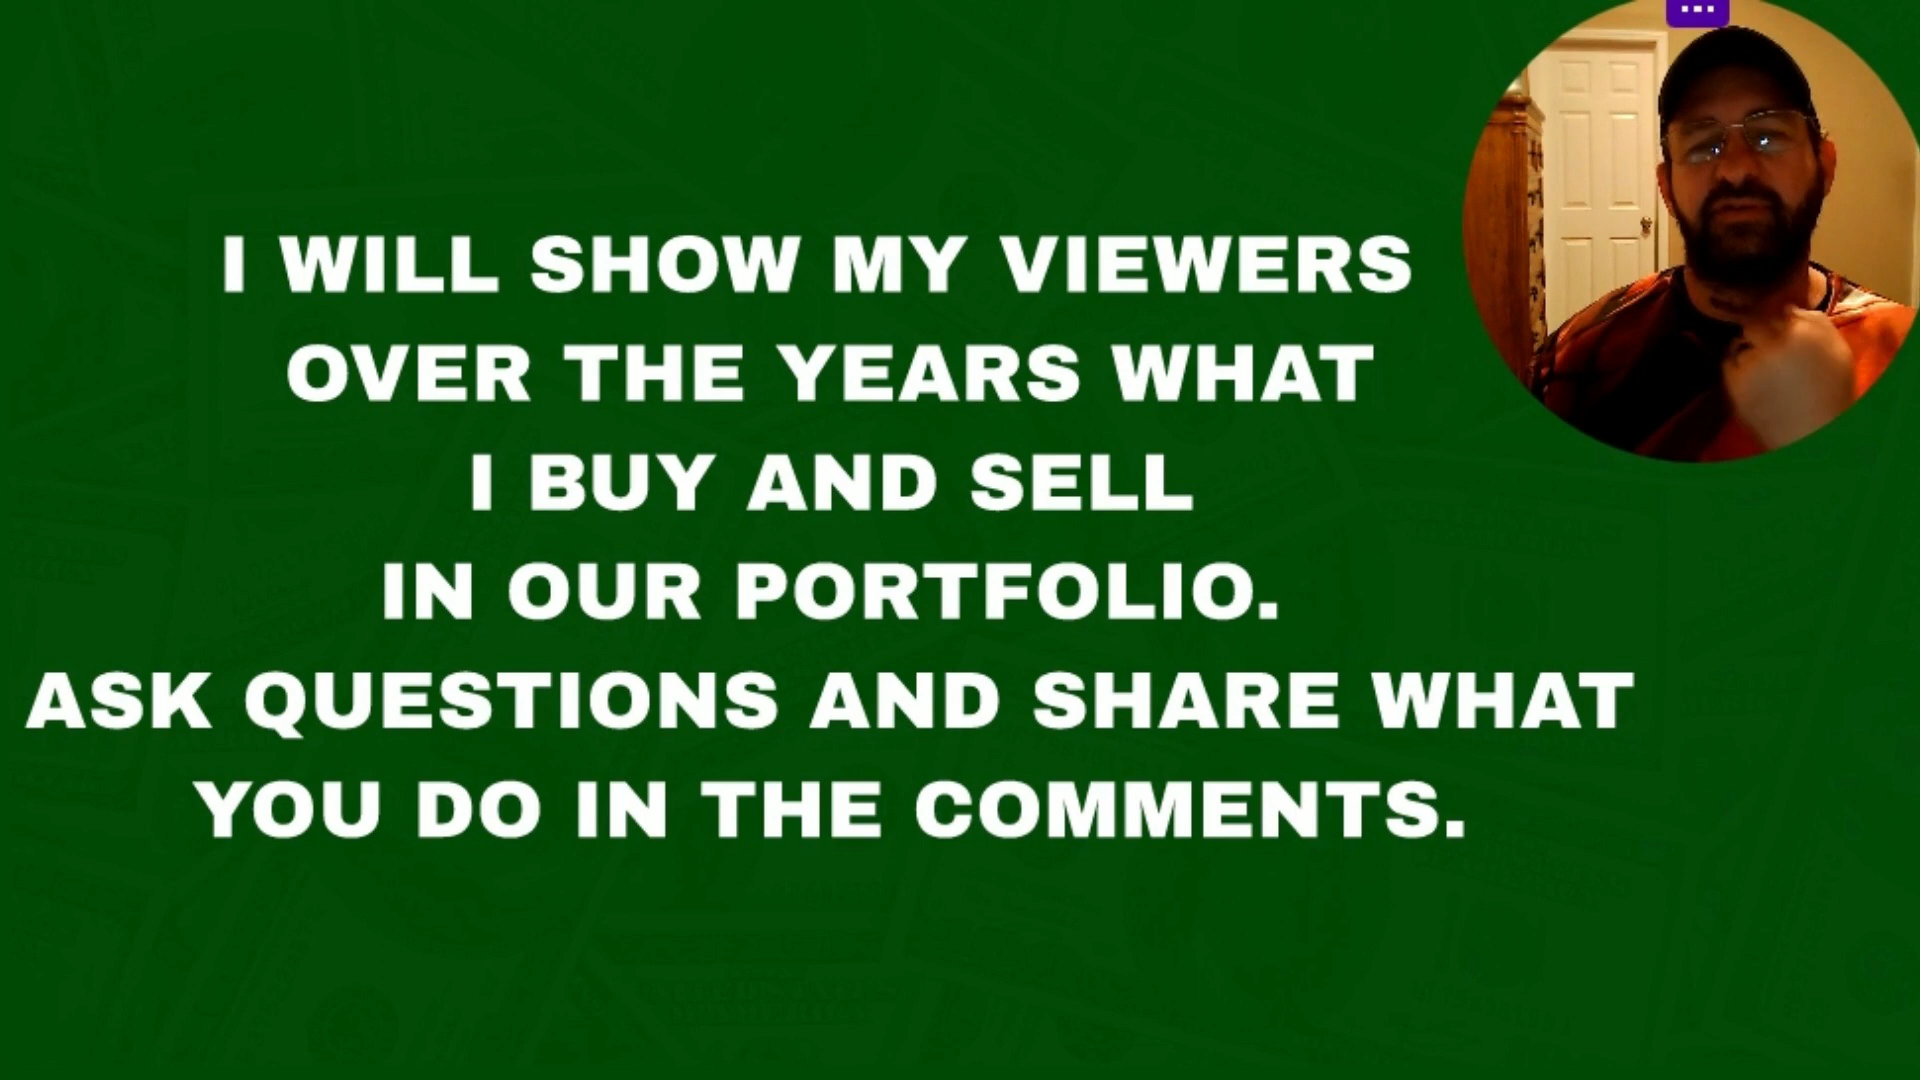 I WILL SHOW MY VIEWERS
OVER THE YEARS WHAT
I BUY AND SELL
IN OUR PORTFOLIO.
ASK QUESTIONS AND SHARE WHAT
YOU DO IN THE COMMENTS.